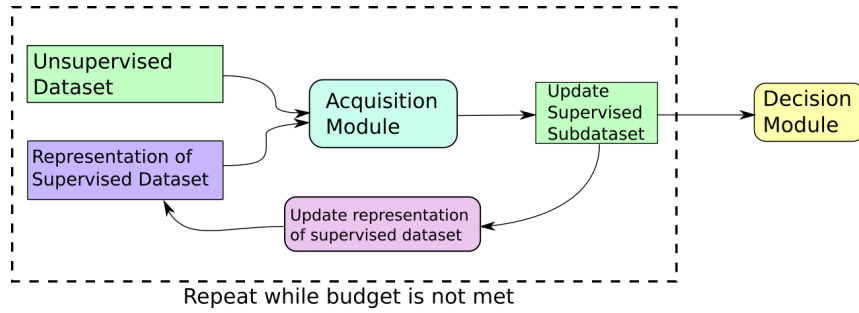 Unsupervised
Dataset
Representation of
Supervised Dataset
Acquisition
Module
Update
Supervised
Subdataset
Decision
Module
Update representation
of supervised dataset
Repeat while budget is not met